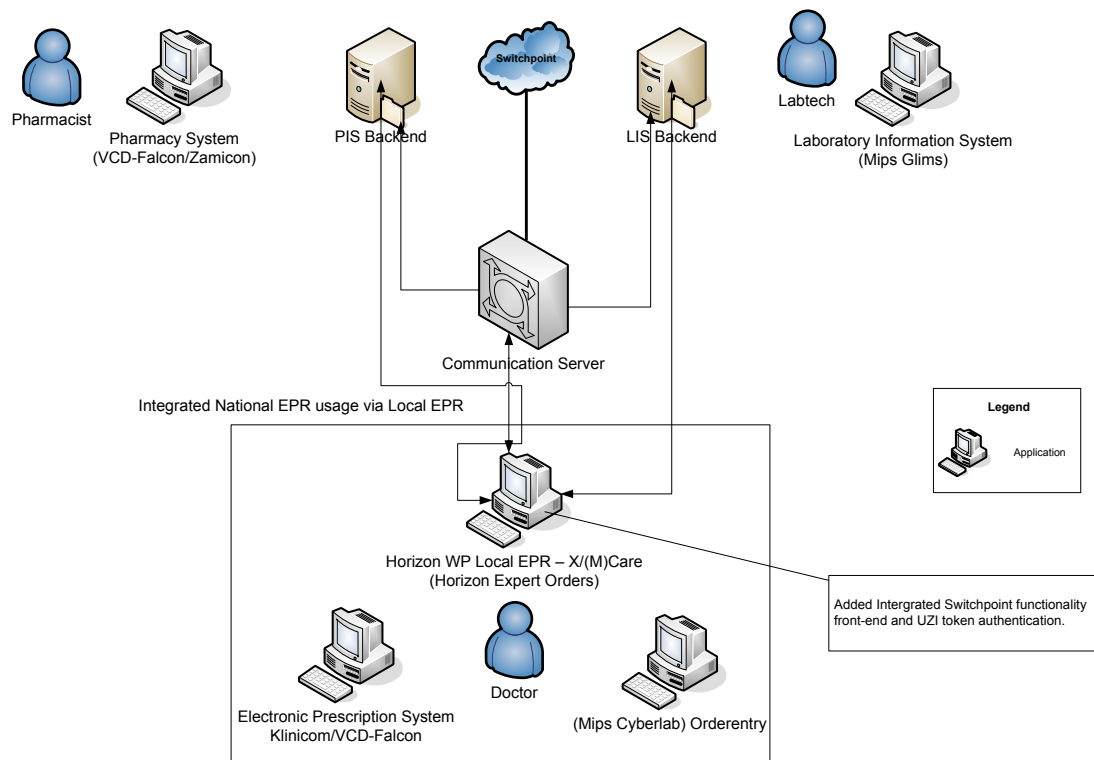 Switchpoint
Pharmacist
Pharmacy System
(VCD-Falcon/Zamicon)
PIS Backend
LIS Backend
Labtech
Laboratory Information System
(Mips Glims)
Communication Server
Integrated National EPR usage via Local EPR
Legend
Application
Horizon WP Local EPR – X/(M)Care
(Horizon Expert Orders)
Added Intergrated Switchpoint functionality
front-end and UZI token authentication.
Electronic Prescription System
Klinicom/VCD-Falcon
Doctor
(Mips Cyberlab) Orderentry